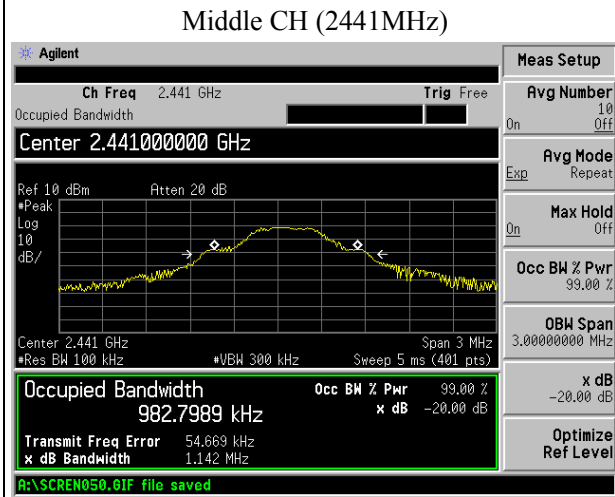 Middle CH (2441MHz)
Agilent
Meas Setup
Ch Freq 2.441 GHz Trig Free
Occupied Bandwidth
Center 2.441000000 GHz
Ref 10 dBm Atten 20 dB
#Peak
Log
10
dB/
Center 2.441 GHz Span 3 MHz
#Res BW 100 kHz #VBW 300 kHz Sweep 5 ms (401 pts)
Occupied Bandwidth Occ BW % Pwr 99.00 %
982.7989 kHz x dB -20.00 dB
Transmit Freq Error 54.669 kHz
x dB Bandwidth 1.142 MHz
A:\SCREN050.GIF file saved
Avg Number
10
On Off
Avg Mode
Exp Repeat
Max Hold
On Off
Occ BW % Pwr
99.00 %
OBW Span
3.00000000 MHz
x dB
-20.00 dB
Optimize
Ref Level